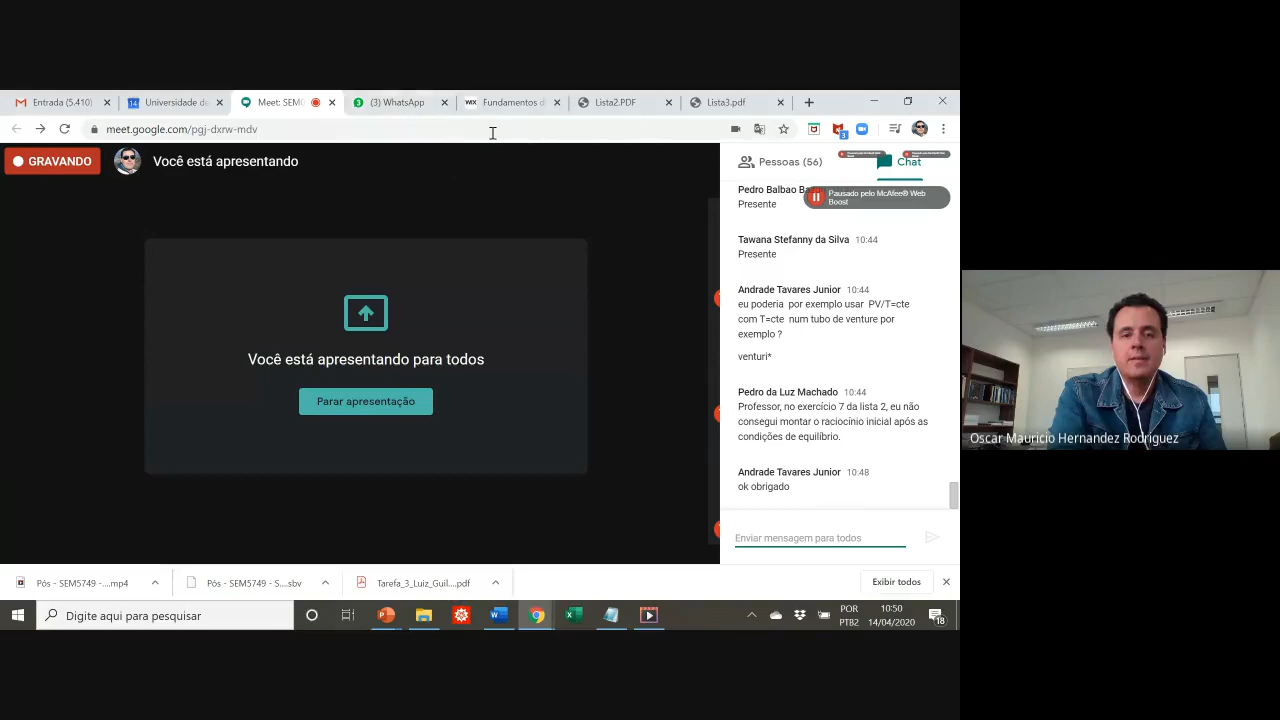 Entrada (5.410)
Universidade de
Meet: SEM0
(3) WhatsApp
WIX
Fundamentos d
Lista2.PDF
Lista3.pdf
meet.google.com/pgj-dxrw-mdv
3
GRAVANDO
Você está apresentando
Pessoas (56)
Chat
Pausado pelo McAfee® Web
Boost
Pedro Balbao
Presente
Tawana Stefanny da Silva 10:44
Presente
Andrade Tavares Junior 10:44
eu poderia por exemplo usar PV/T=cte
com T=cte num tubo de venture por
exemplo ?
venturi*
Pedro da Luz Machado 10:44
Professor, no exercício 7 da lista 2, eu não
consegui montar o raciocínio inicial após as
condições de equilíbrio.
Andrade Tavares Junior 10:48
ok obrigado
Enviar mensagem para todos
Você está apresentando para todos
Parar apresentação
Oscar Mauricio Hernandez Rodriguez
Pós - SEM5749 -....mp4
Pós - SEM5749 - S....sbv
Tarefa_3_Luiz_Guil....pdf
Exibir todos
Digite aqui para pesquisar
POR
PTB2
10:50
14/04/2020
18